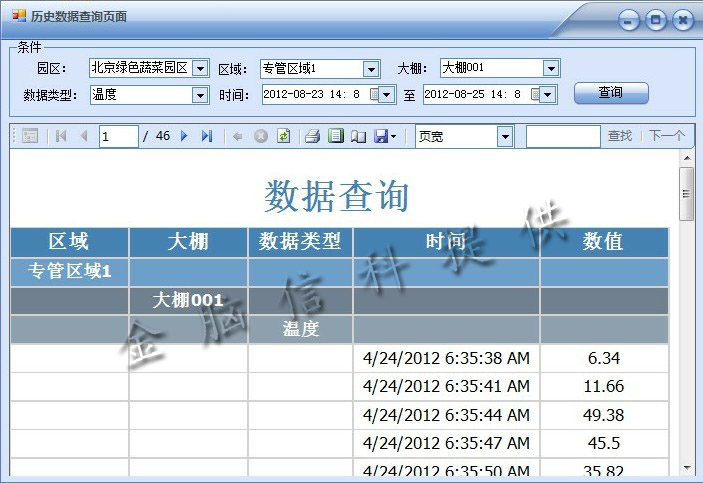 历史数据查询页面
条件
园区： 北京绿色蔬菜园区 区域： 专管区域1 大棚： 大棚001
数据类型： 温度 时间： 2012-08-23 14: 8 至 2012-08-25 14: 8 查询
1 / 46 页宽 查找 下一个
数据查询
区域 大棚 数据类型 时间 数值
专管区域1
大棚001
温度
4/24/2012 6:35:38 AM 6.34
4/24/2012 6:35:41 AM 11.66
4/24/2012 6:35:44 AM 49.38
4/24/2012 6:35:47 AM 45.5
4/24/2012 6:35:50 AM 35.82
金脑信科提供